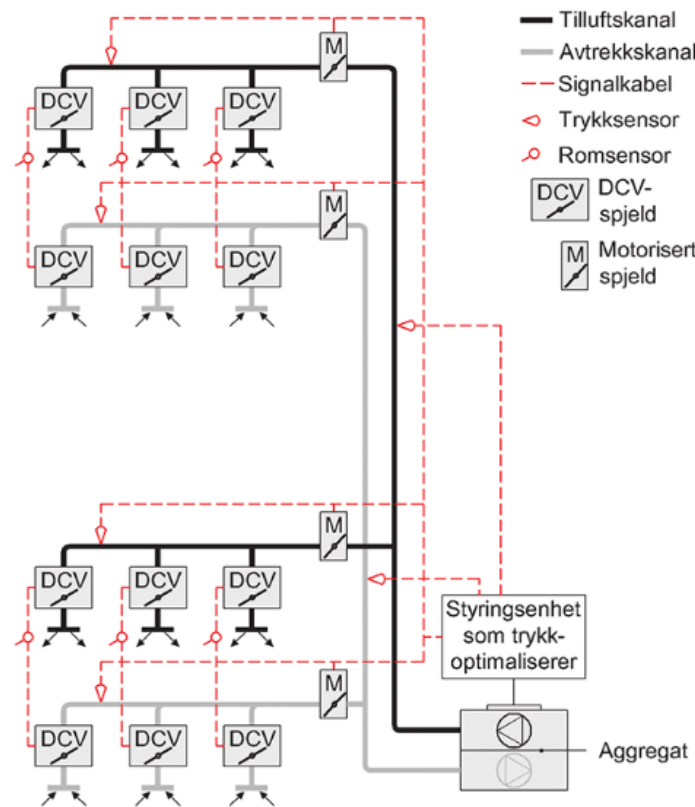 M
Tilluftskanal
Avtrekkskanal
Signalkabel
Trykksensor
Romsensor
DCV
DCV-
spjeld
M
Motorisert
spjeld
DCV
DCV
DCV
M
DCV
DCV
DCV
M
DCV
DCV
DCV
Styringsenhet
som trykk-
optimaliserer
M
DCV
DCV
DCV
Aggregat